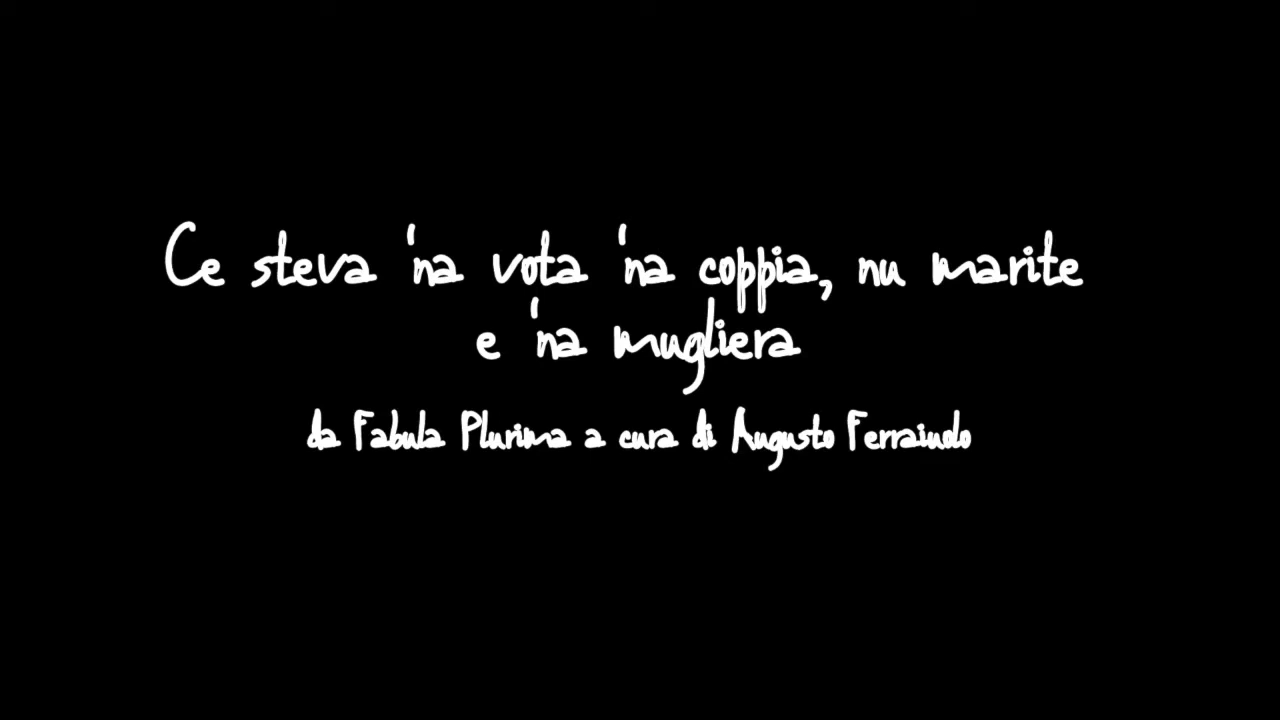 Ce steva 'na vota 'na coppia, nu marite
e 'na mugliera
da Fabula Plurima a cura di Augusto Ferraiuolo